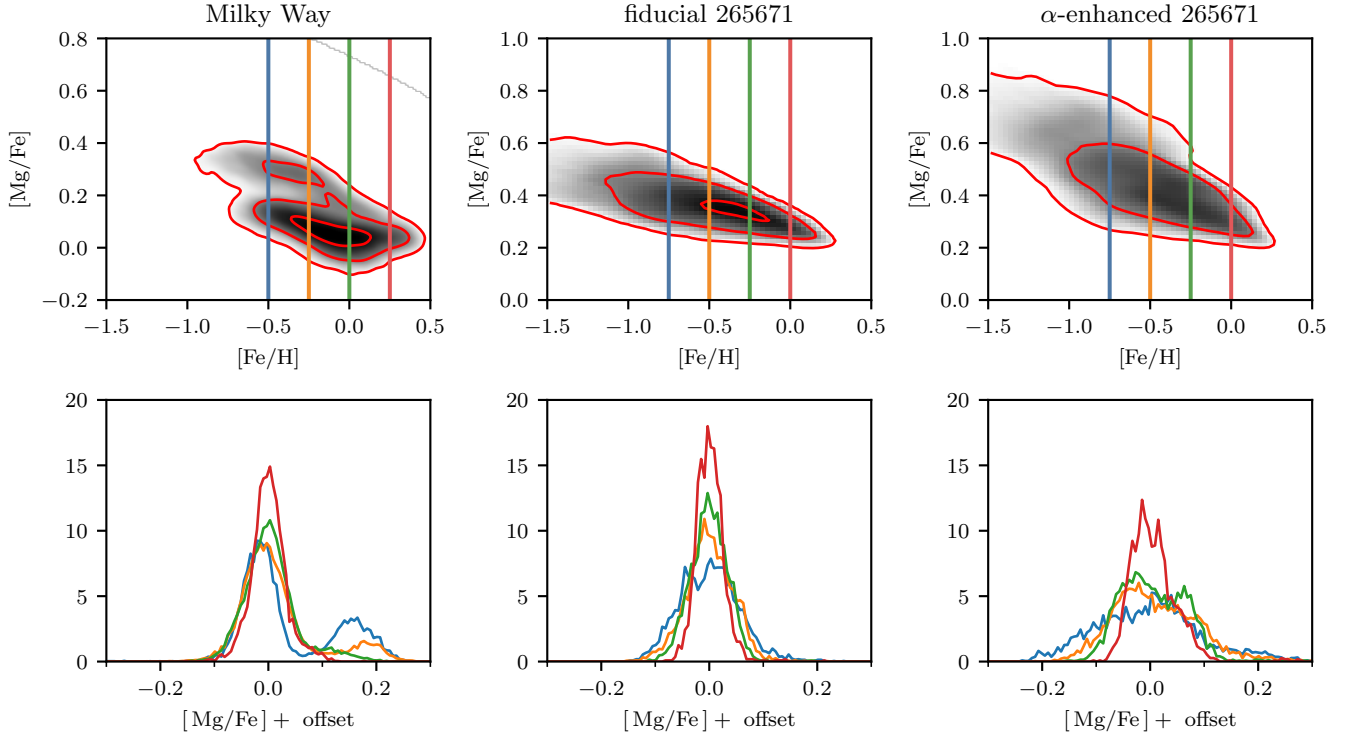 Milky Way
fiducial 265671
α-enhanced 265671
0.8
0.6
0.4
0.2
0.0
−0.2
[Mg/Fe]
−1.5 −1.0 −0.5 0.0 0.5
[Fe/H]
1.0
0.8
0.6
0.4
0.2
0.0
[Mg/Fe]
−1.5 −1.0 −0.5 0.0 0.5
[Fe/H]
1.0
0.8
0.6
0.4
0.2
0.0
[Mg/Fe]
−1.5 −1.0 −0.5 0.0 0.5
[Fe/H]
20
15
10
5
0
−0.2 0.0 0.2
[Mg/Fe] + offset
20
15
10
5
0
−0.2 0.0 0.2
[Mg/Fe] + offset
20
15
10
5
0
−0.2 0.0 0.2
[Mg/Fe] + offset